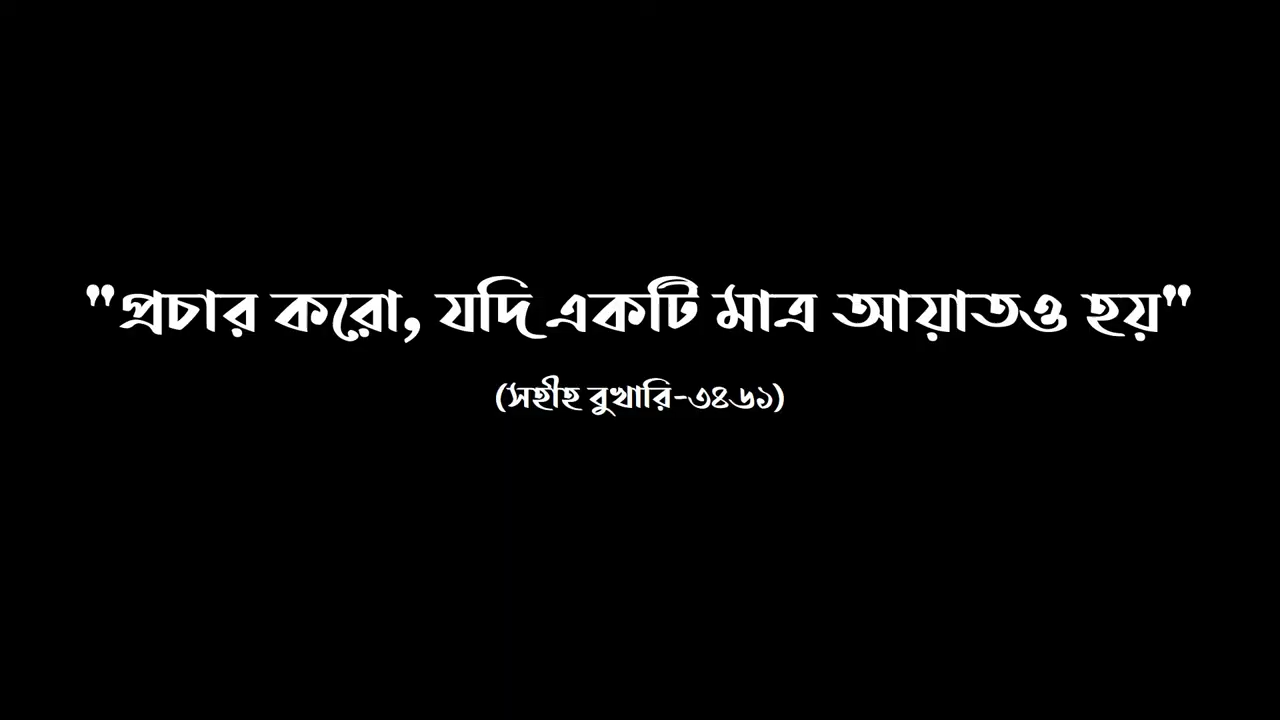 "প্রচার করো, যদি একটি মাত্র আয়াতও হয়"
(সহীহ বুখারি-৩৪৬১)